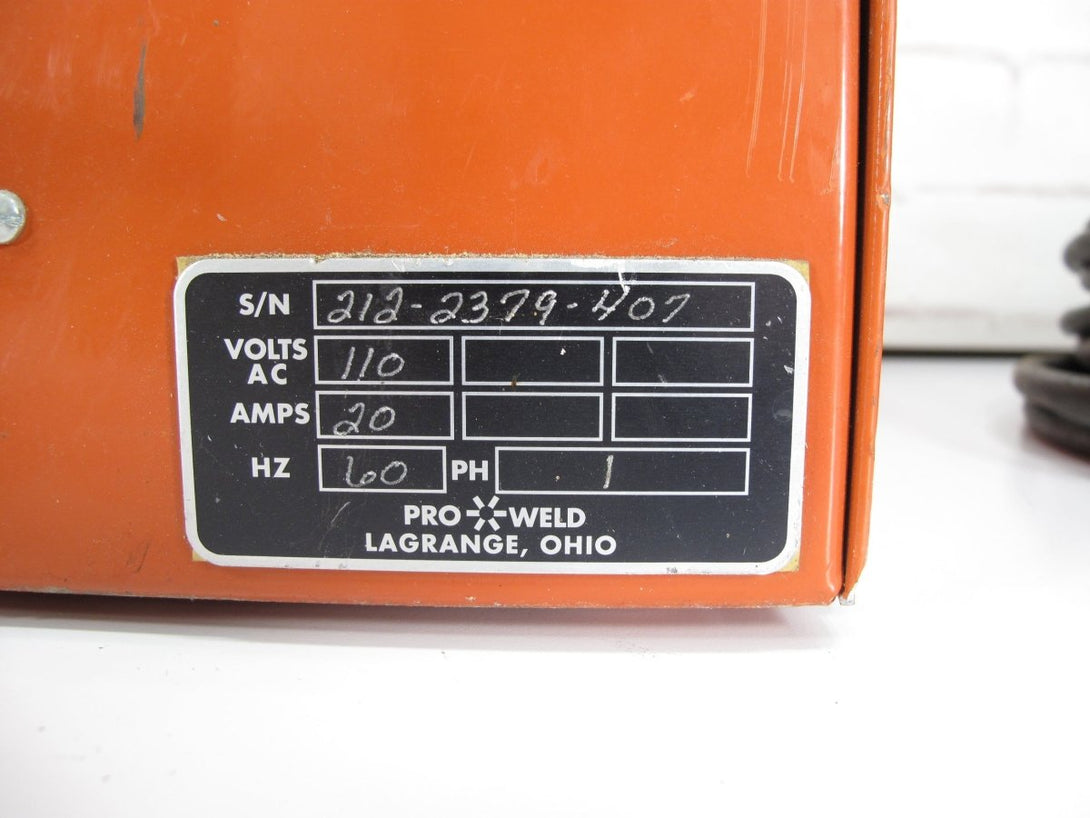 S/N 212-2379-407
VOLTS AC 110
AMPS 20
HZ 60 PH 1
PRO WELD
LAGRANGE, OHIO